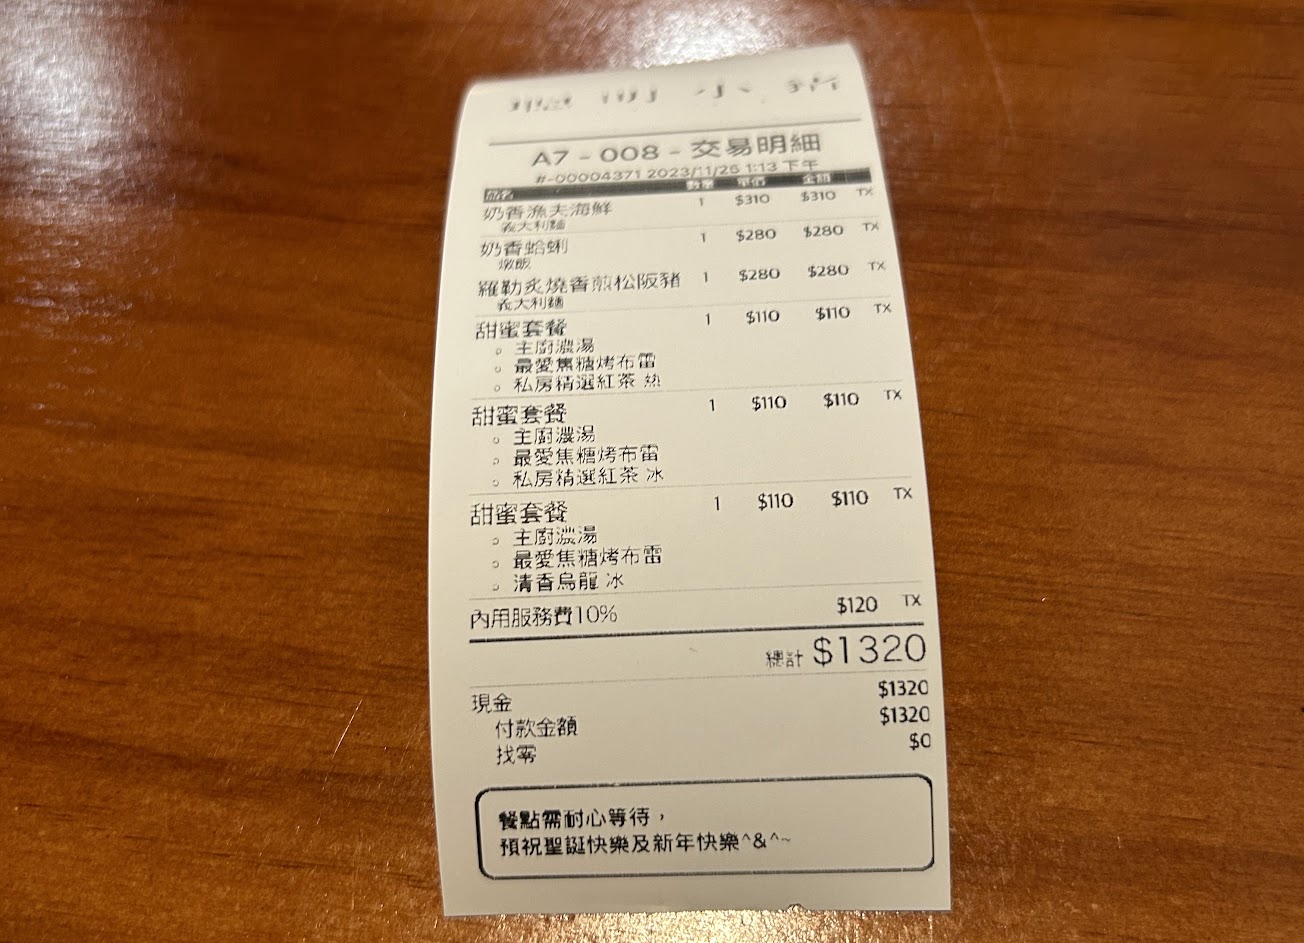 A7 - 008 - 交易明細
#-00004371 2023/11/25 1:13 下午
品名 數量 單價 金額
奶香漁夫海鮮 1 $310 $310 TX
義大利麵
奶香蛤蜊 1 $280 $280 TX
燉飯
羅勒炙燒香煎松阪豬 1 $280 $280 TX
義大利麵
甜蜜套餐 1 $110 $110 TX
主廚濃湯
最愛焦糖烤布蕾
私房精選紅茶 熱
甜蜜套餐 1 $110 $110 TX
主廚濃湯
最愛焦糖烤布蕾
私房精選紅茶 冰
甜蜜套餐 1 $110 $110 TX
主廚濃湯
最愛焦糖烤布蕾
清香烏龍 冰
內用服務費10% $120 TX
總計 $1320
現金 $1320
付款金額 $1320
找零 $0
餐點需耐心等待，
預祝聖誕快樂及新年快樂^&^~